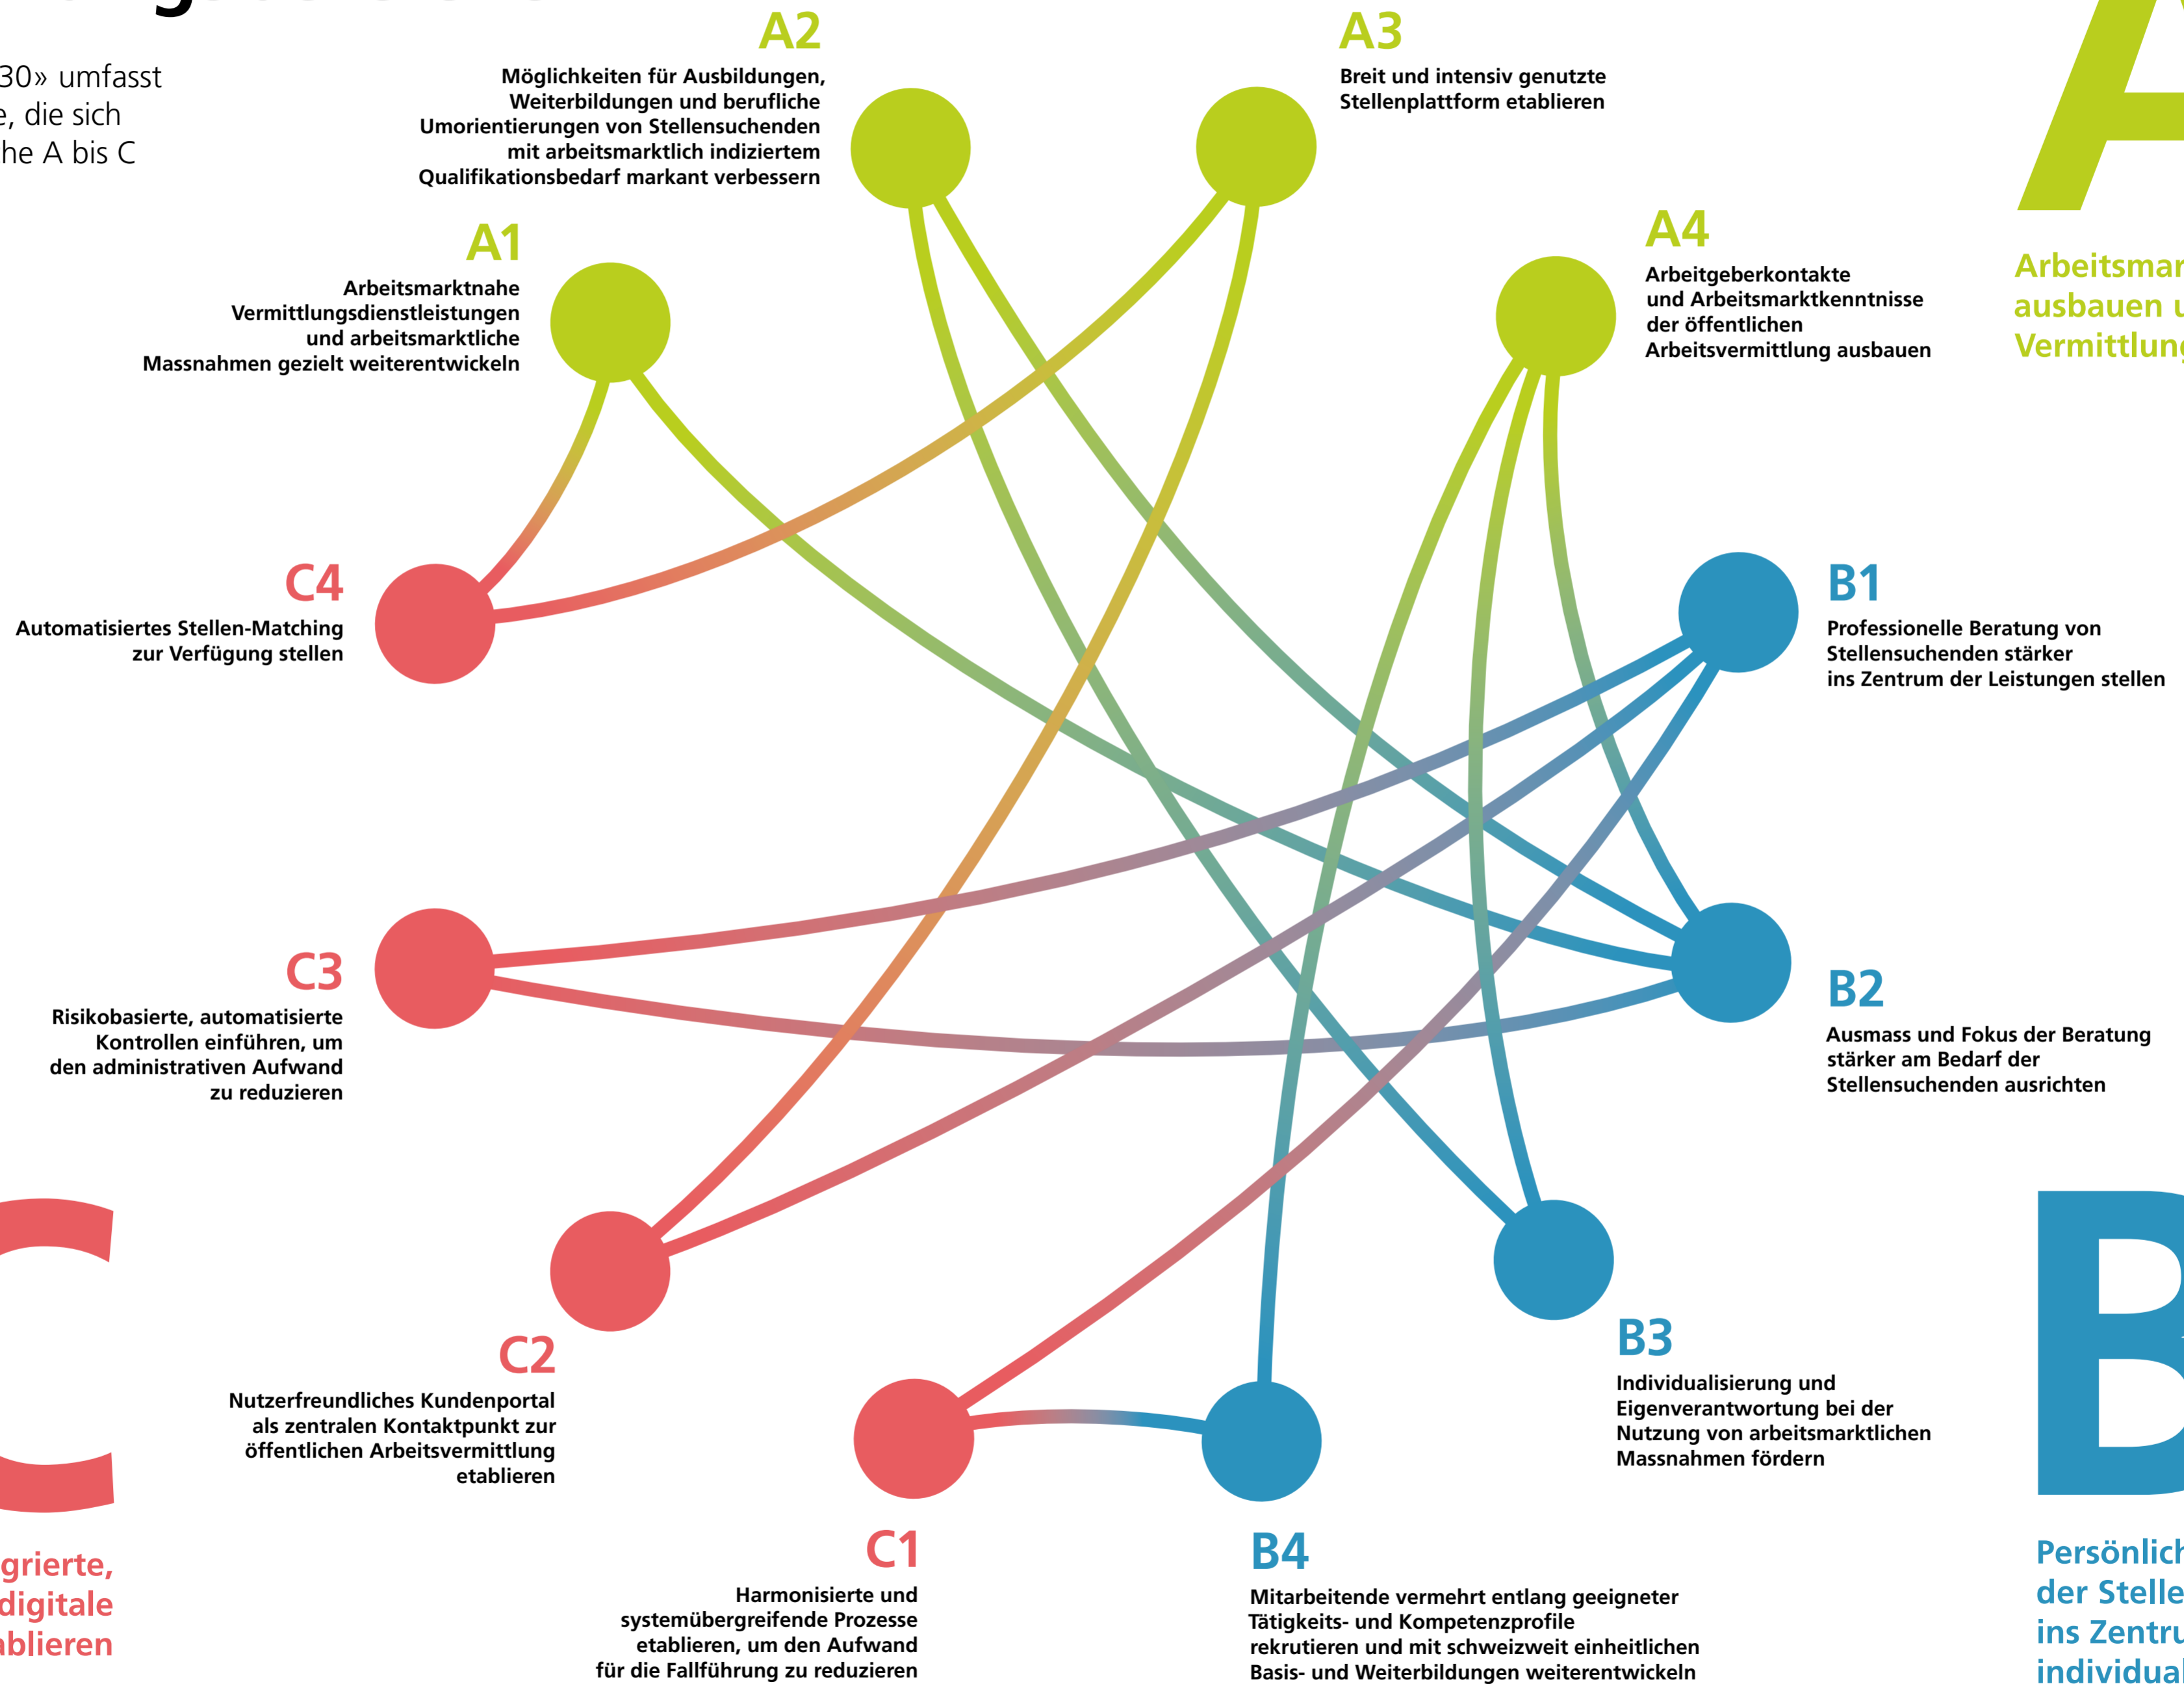 30» umfasst
, die sich
he A bis C
A2
Möglichkeiten für Ausbildungen,
Weiterbildungen und berufliche
Umorientierungen von Stellensuchenden
mit arbeitsmarktlich indiziertem
Qualifikationsbedarf markant verbessern
A3
Breit und intensiv genutzte
Stellenplattform etablieren
A
A1
Arbeitsmarktnahe
Vermittlungsdienstleistungen
und arbeitsmarktliche
Massnahmen gezielt weiterentwickeln
A4
Arbeitgeberkontakte
und Arbeitsmarktkenntnisse
der öffentlichen
Arbeitsvermittlung ausbauen
Arbeitsmar
ausbauen u
Vermittlung
C4
Automatisiertes Stellen-Matching
zur Verfügung stellen
B1
Professionelle Beratung von
Stellensuchenden stärker
ins Zentrum der Leistungen stellen
C3
Risikobasierte, automatisierte
Kontrollen einführen, um
den administrativen Aufwand
zu reduzieren
B2
Ausmass und Fokus der Beratung
stärker am Bedarf der
Stellensuchenden ausrichten
C
grierte,
digitale
ablieren
C2
Nutzerfreundliches Kundenportal
als zentralen Kontaktpunkt zur
öffentlichen Arbeitsvermittlung
etablieren
B3
Individualisierung und
Eigenverantwortung bei der
Nutzung von arbeitsmarktlichen
Massnahmen fördern
C1
Harmonisierte und
systemübergreifende Prozesse
etablieren, um den Aufwand
für die Fallführung zu reduzieren
B4
Mitarbeitende vermehrt entlang geeigneter
Tätigkeits- und Kompetenzprofile
rekrutieren und mit schweizweit einheitlichen
Basis- und Weiterbildungen weiterentwickeln
B
Persönlich
der Stelle
ins Zentru
individual